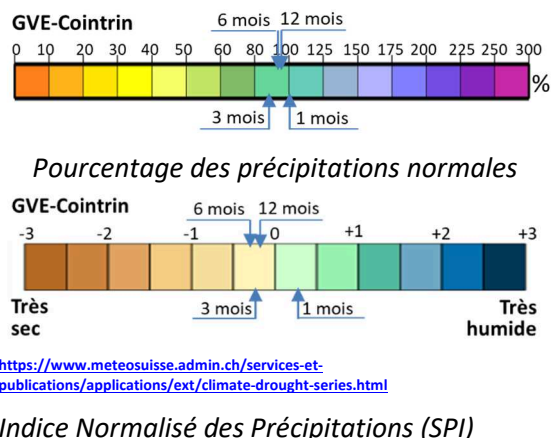 GVE-Cointrin 6 mois 12 mois
0 10 20 30 40 50 60 80 100 125 150 175 200 225 250 300
%
3 mois 1 mois
Pourcentage des précipitations normales
GVE-Cointrin 6 mois 12 mois
-3 -2 -1 0 +1 +2 +3
Très sec 3 mois 1 mois Très humide
https://www.meteosuisse.admin.ch/services-et-
publications/applications/ext/climate-drought-series.html
Indice Normalisé des Précipitations (SPI)